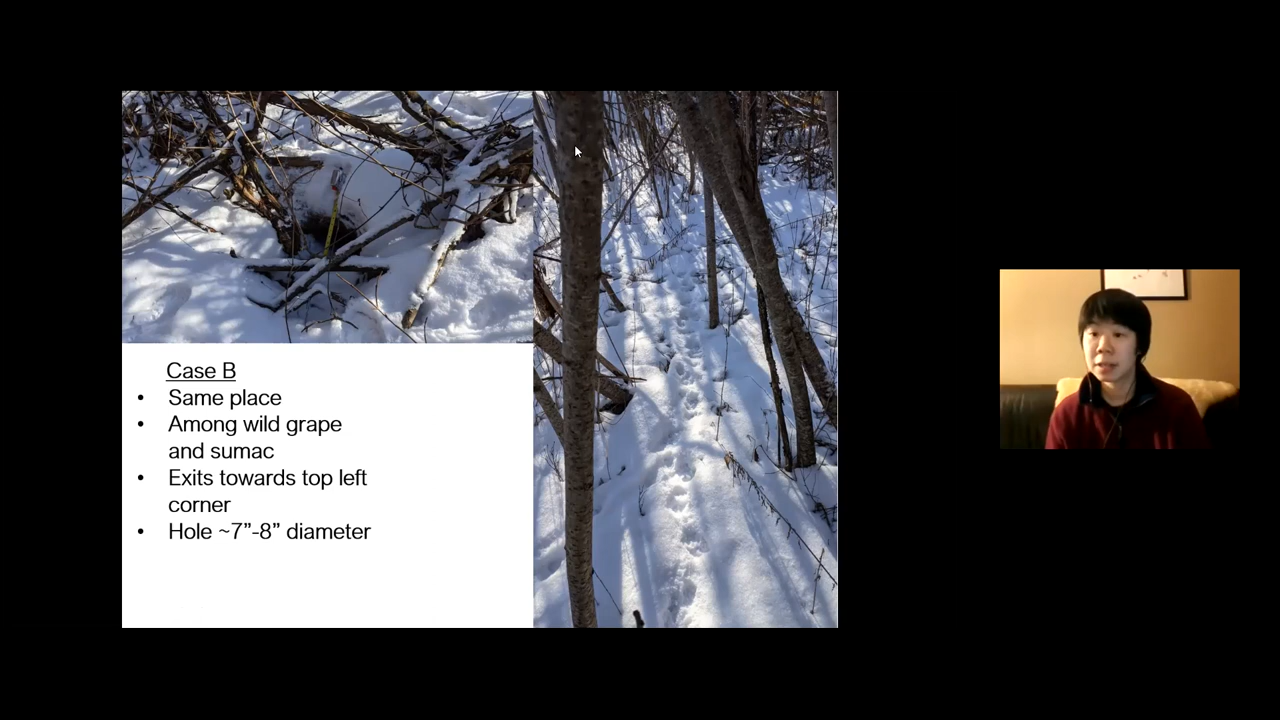 Case B
• Same place
• Among wild grape
and sumac
• Exits towards top left
corner
• Hole ~7”-8” diameter